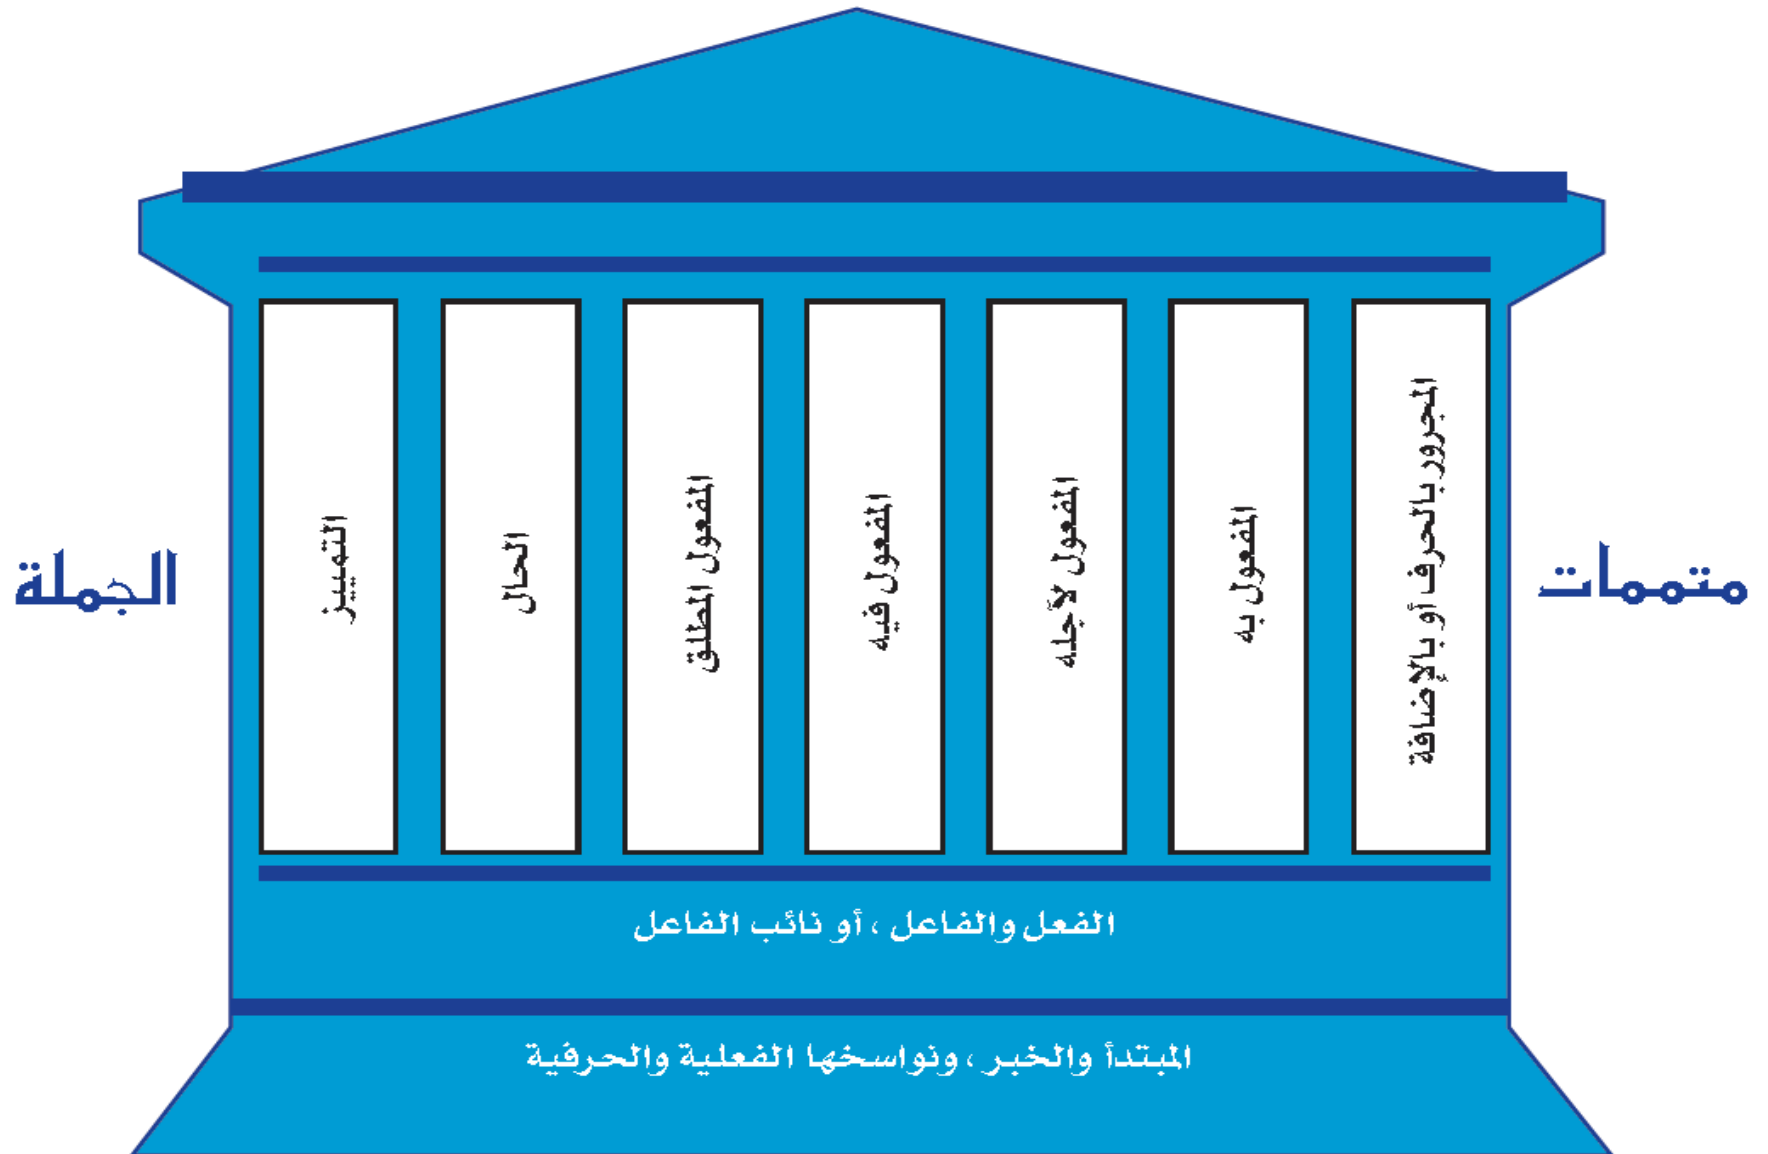 متممات
الجملة
المجرور بالحرف أو بالإضافة
المفعول به
المفعول لأجله
المفعول فيه
المفعول المطلق
الحال
التمييز
الفعل والفاعل ، أو نائب الفاعل
المبتدأ والخبر ، ونواسخها الفعلية والحرفية